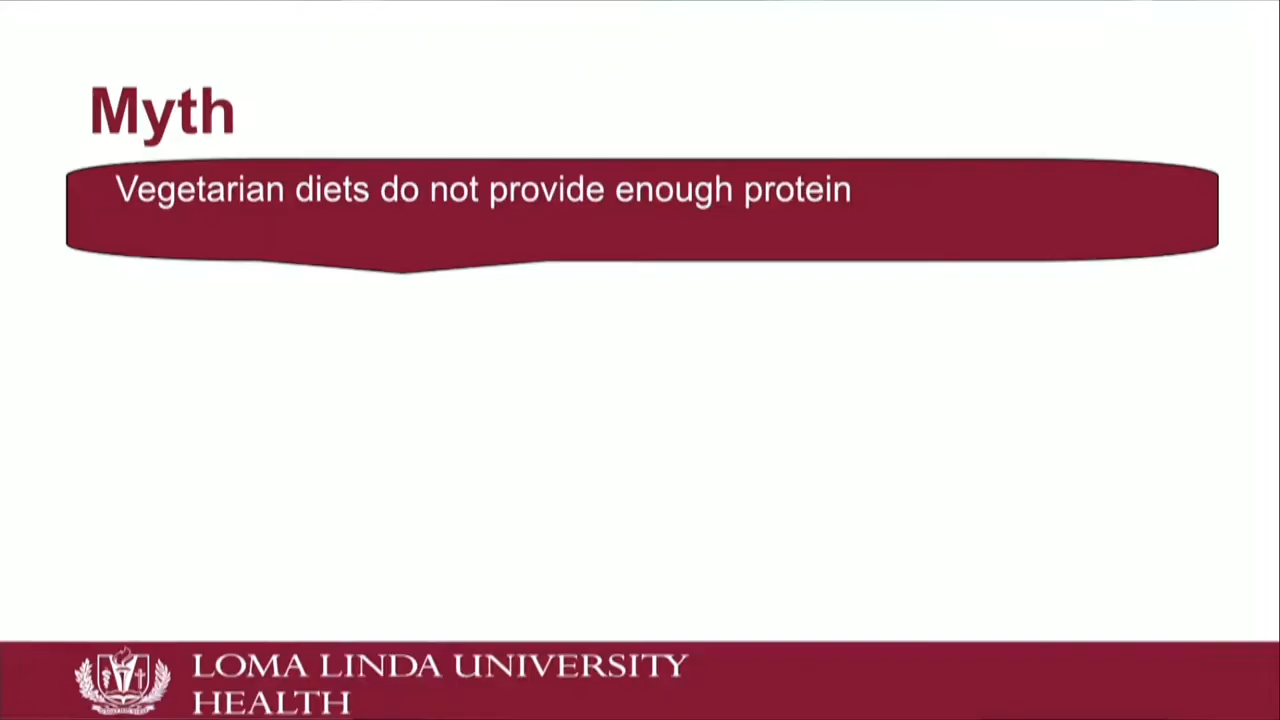 Myth
Vegetarian diets do not provide enough protein
LOMA LINDA UNIVERSITY
HEALTH